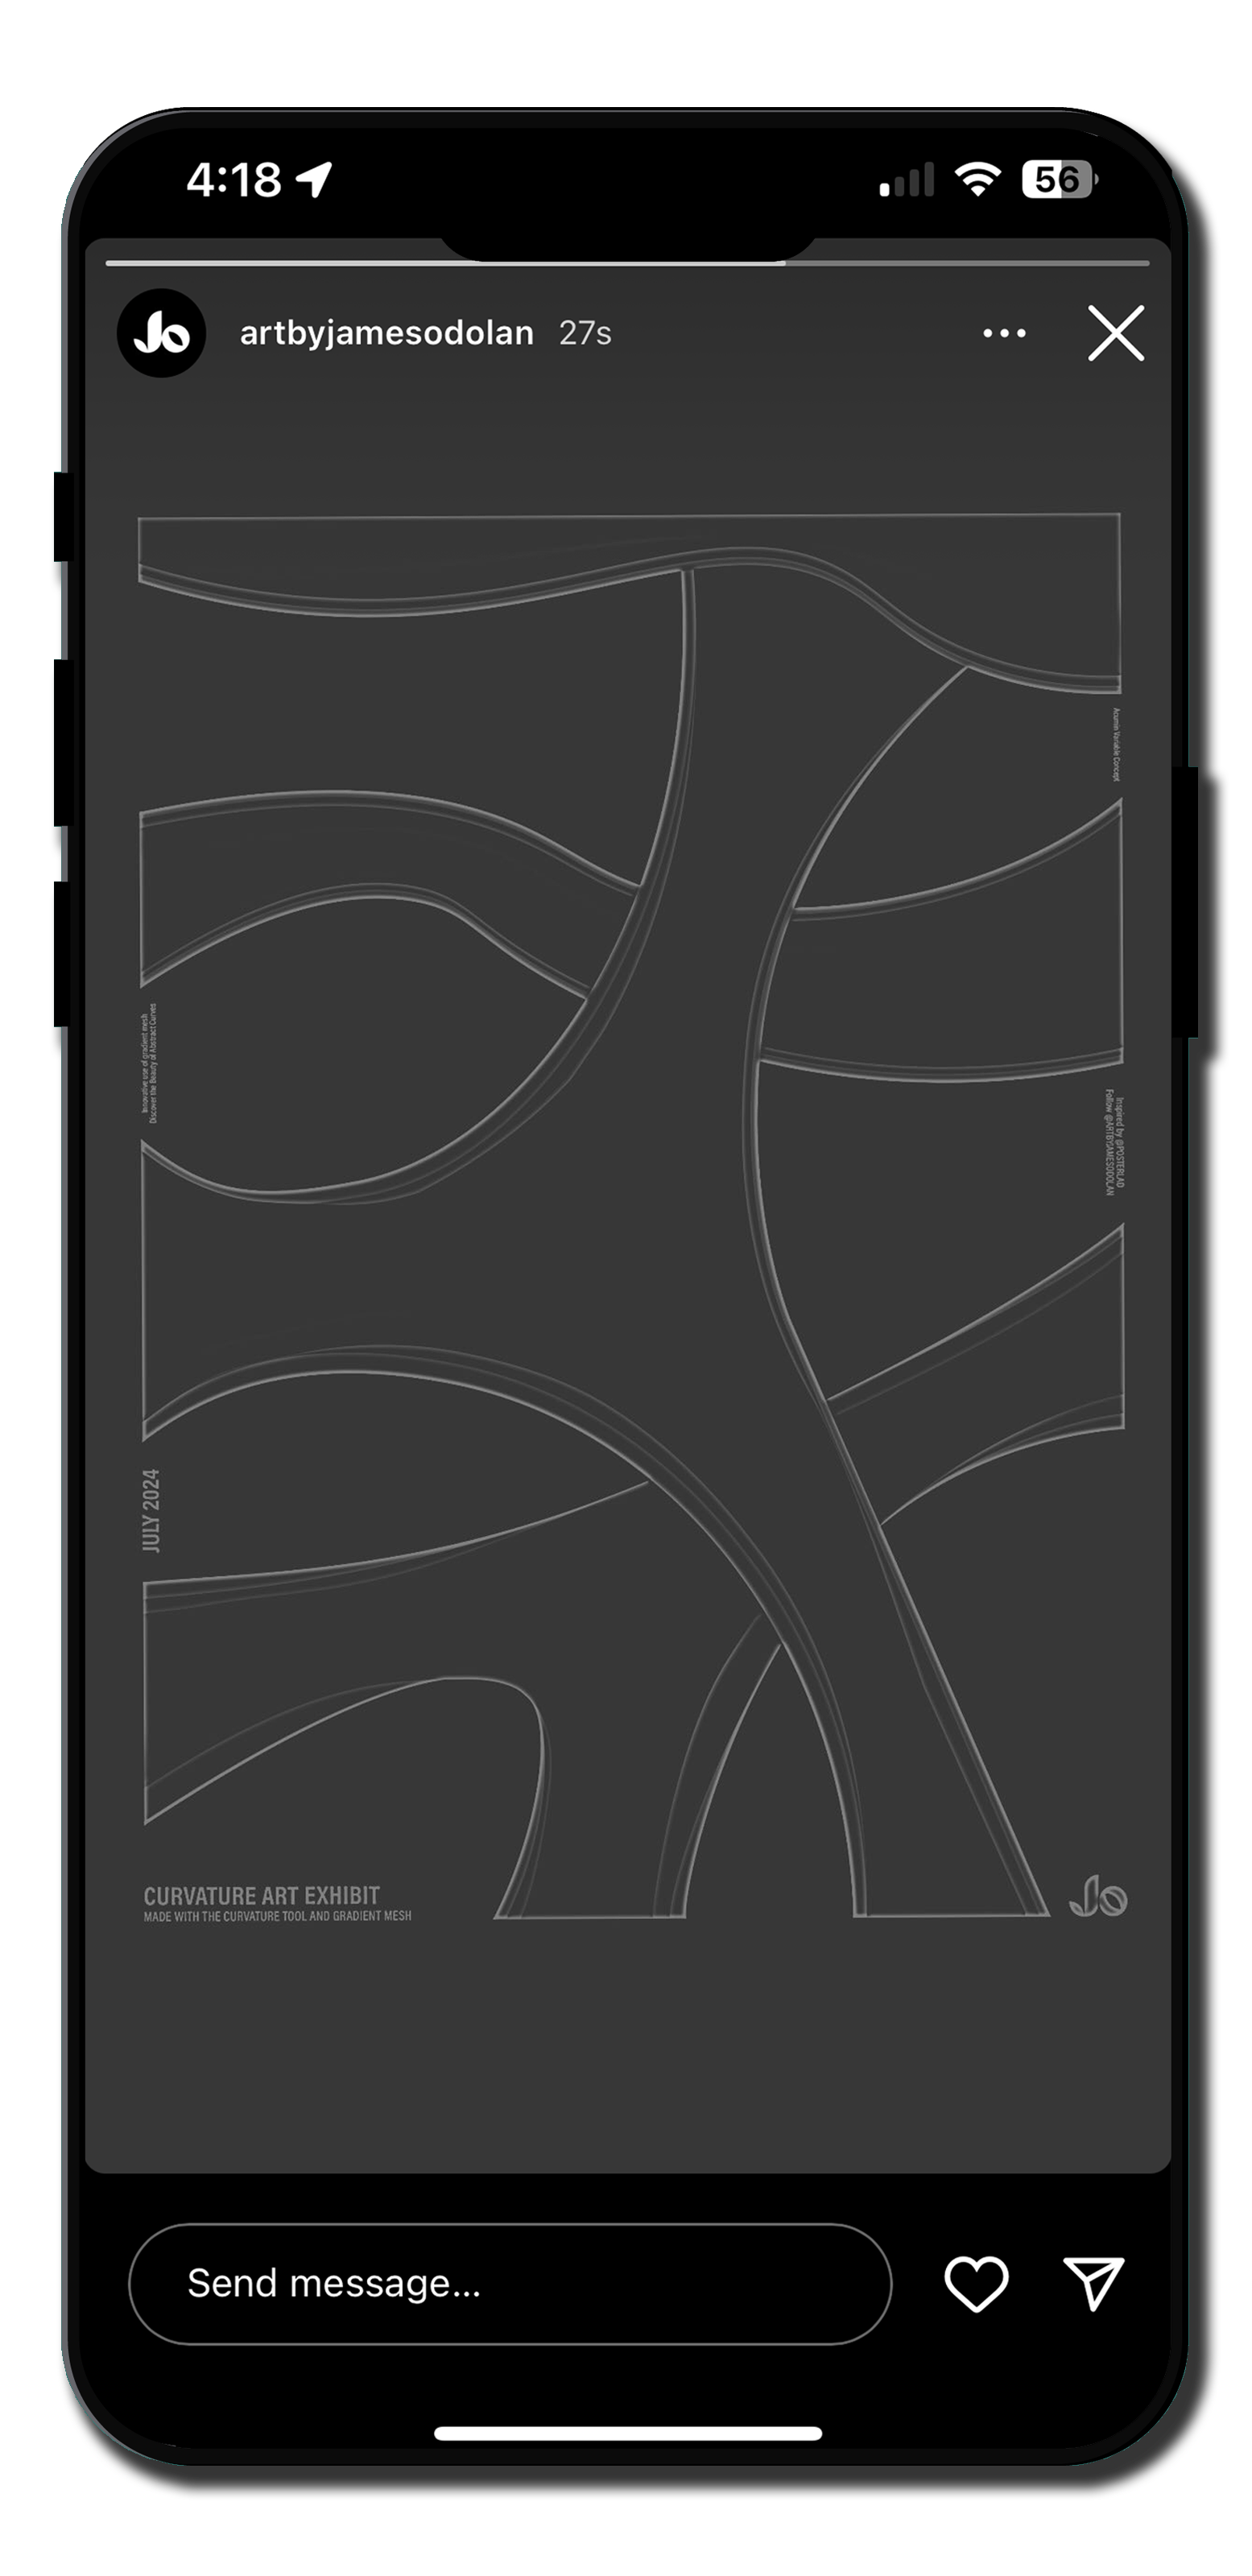 4:18
56
Jo
artbyjamesodolan 27s
Acumin Variable Concept
Innovative use of gradient mesh
Discover the Beauty of Abstract Curves
Inspired by @POSTERLAD
Follow @ARTBYJAMESODOLAN
JULY 2024
CURVATURE ART EXHIBIT
MADE WITH THE CURVATURE TOOL AND GRADIENT MESH
Jo
Send message...